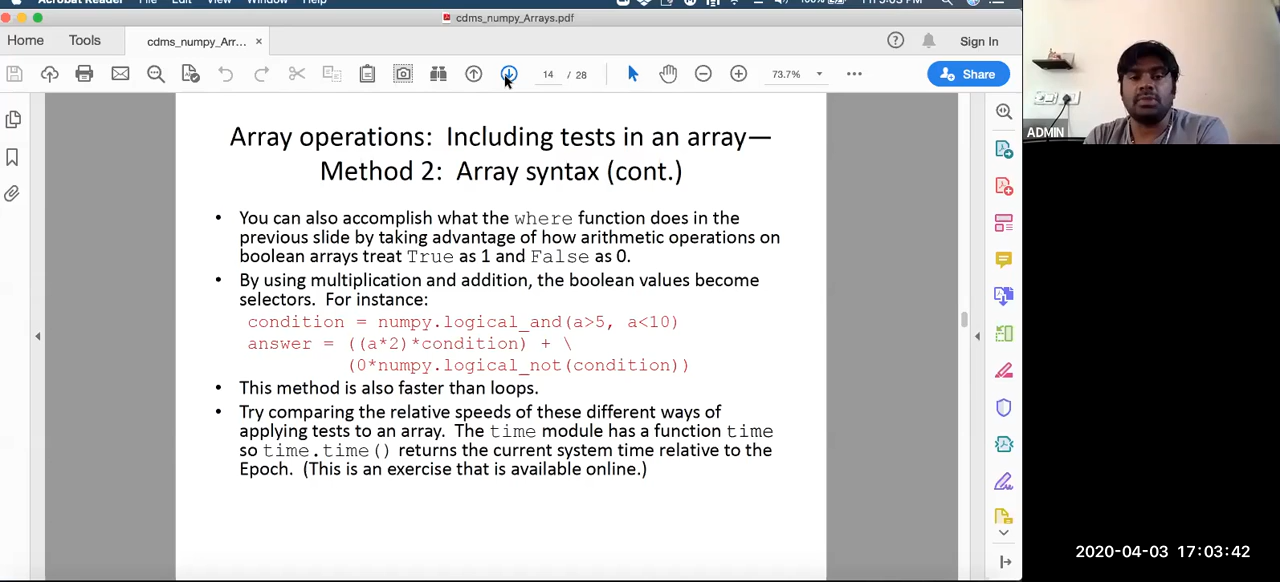 Acrobat Reader File Edit View Window Help
cdms_numpy_Arrays.pdf
Home Tools cdms_numpy_Arr... × Sign In
14 / 28 73.7% Share
Array operations: Including tests in an array—
Method 2: Array syntax (cont.)
• You can also accomplish what the where function does in the
previous slide by taking advantage of how arithmetic operations on
boolean arrays treat True as 1 and False as 0.
• By using multiplication and addition, the boolean values become
selectors. For instance:
condition = numpy.logical_and(a>5, a<10)
answer = ((a*2)*condition) + \
(0*numpy.logical_not(condition))
• This method is also faster than loops.
• Try comparing the relative speeds of these different ways of
applying tests to an array. The time module has a function time
so time.time() returns the current system time relative to the
Epoch. (This is an exercise that is available online.)
ADMIN
2020-04-03 17:03:42